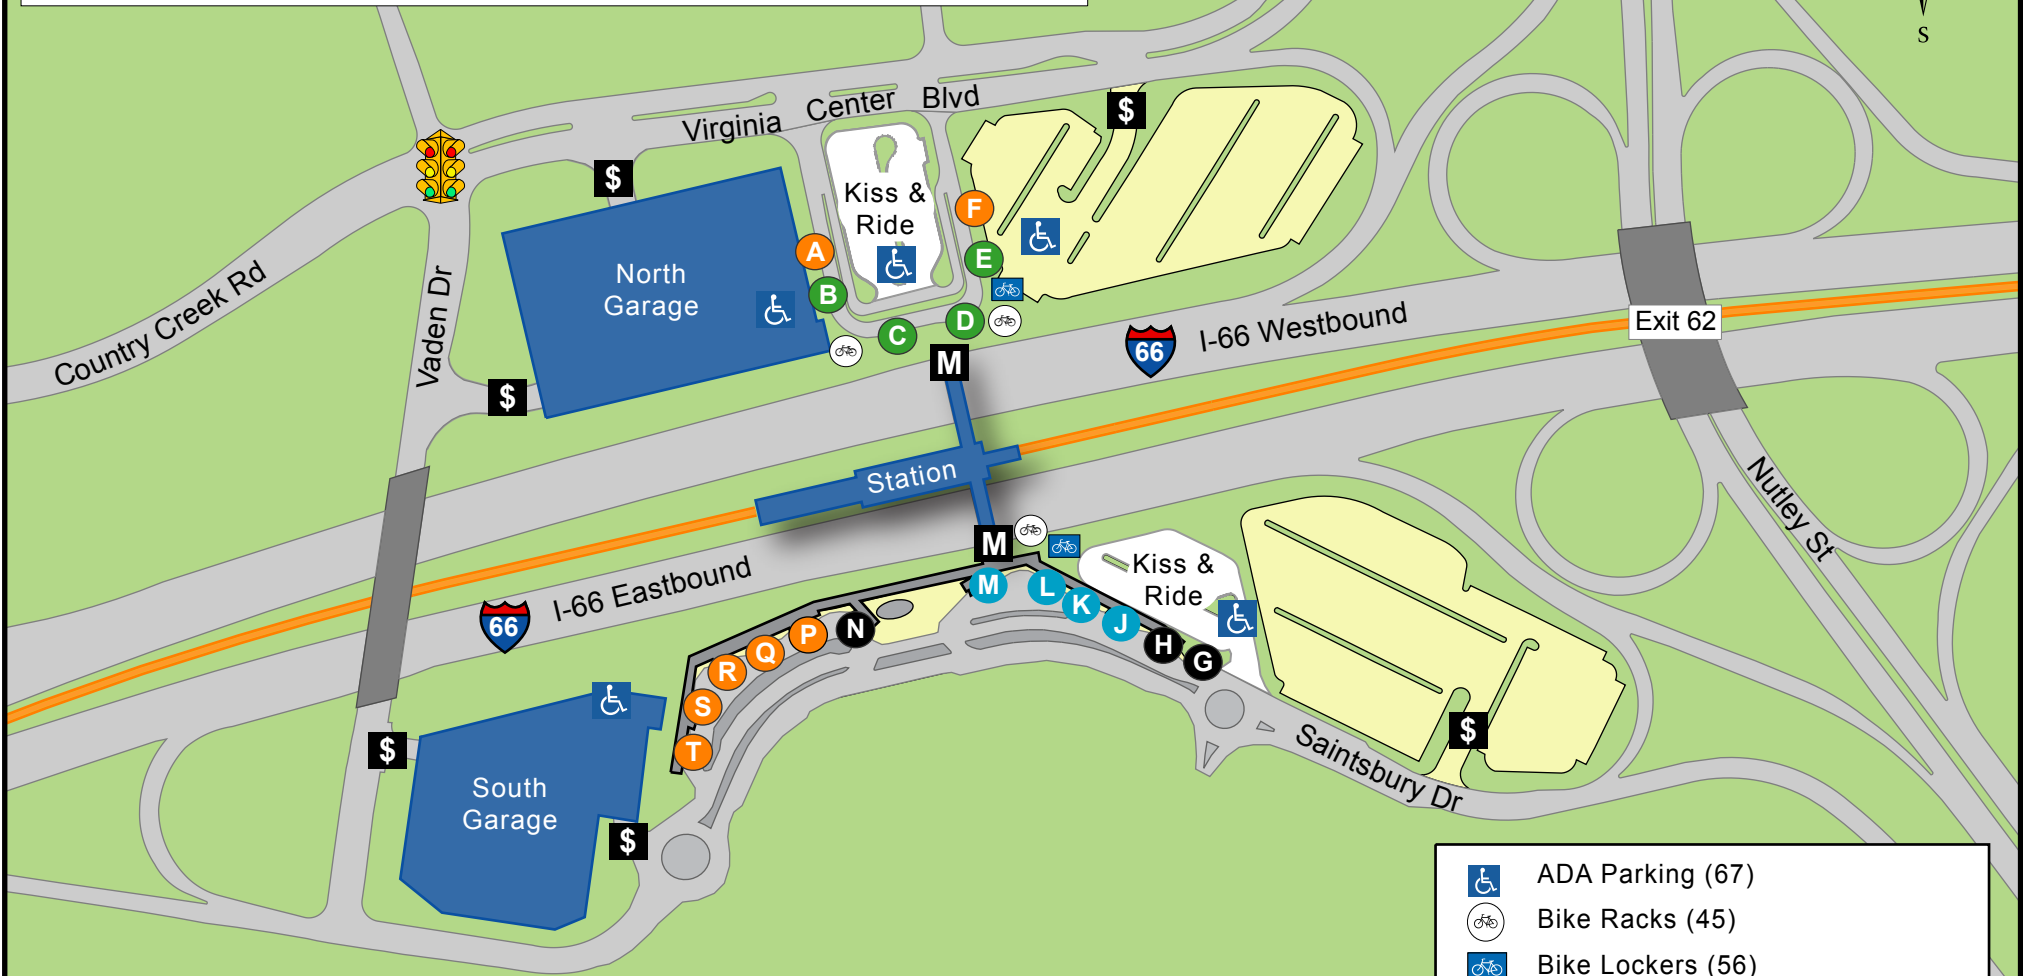 S
Virginia Center Blvd
$
$
Kiss &
Ride
F
A
E
North
Garage
B
Country Creek Rd
Vaden Dr
D
C
I-66 Westbound
Exit 62
66
M
$
Station
Nutley St
M
Kiss &
Ride
I-66 Eastbound
M
L
K
J
66
P
N
H
Q
G
R
S
$
Saintsbury Dr
T
$
South
Garage
$
ADA Parking (67)
Bike Racks (45)
Bike Lockers (56)